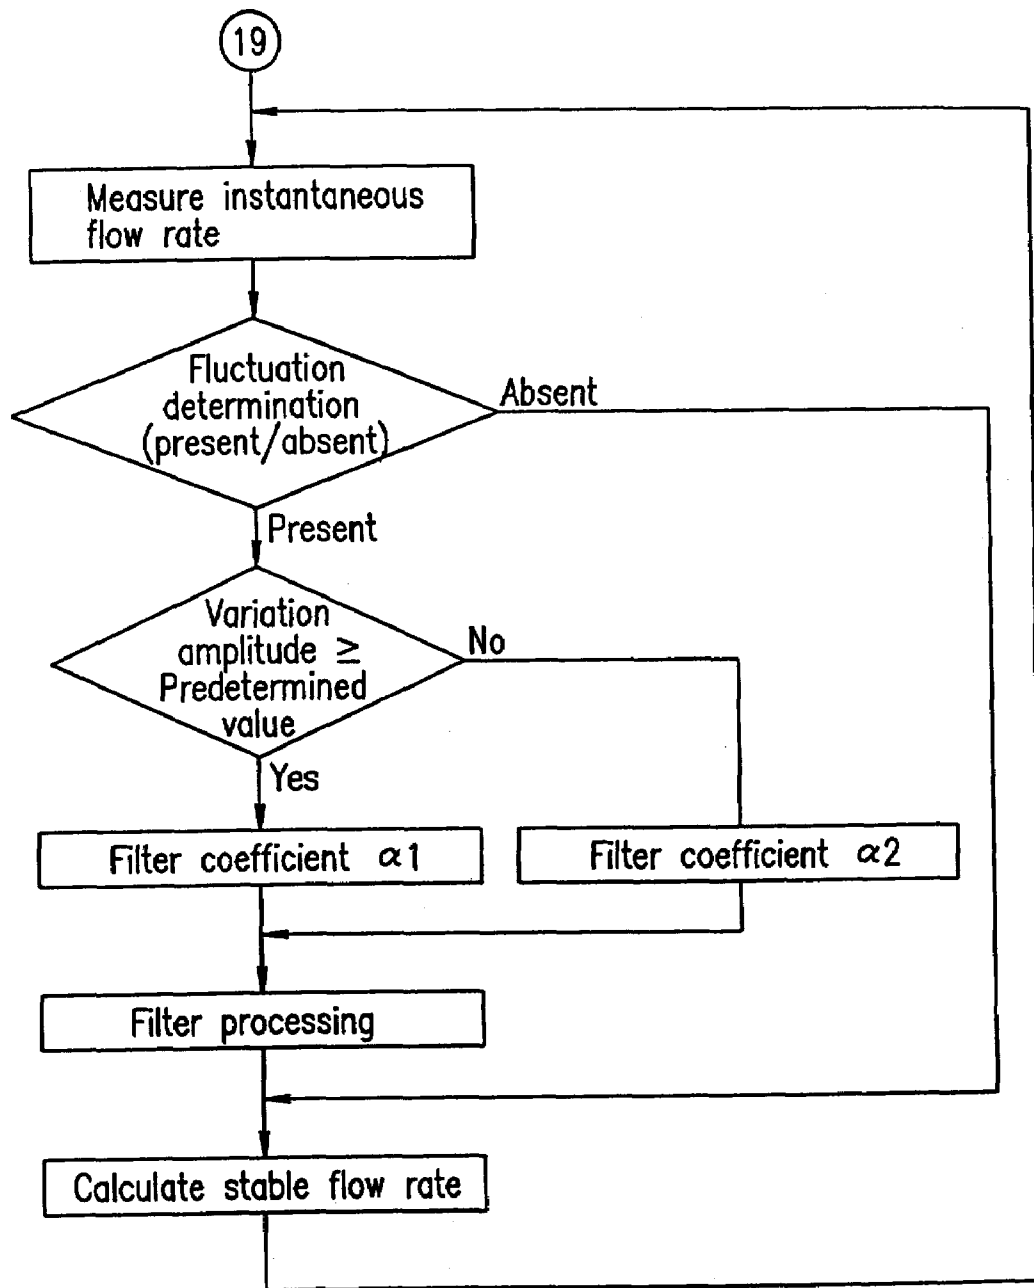 19
Measure instantaneous
flow rate
Fluctuation
determination
(present/absent)
Absent
Present
Variation
amplitude ≥
Predetermined
value
No
Yes
Filter coefficient α1
Filter coefficient α2
Filter processing
Calculate stable flow rate